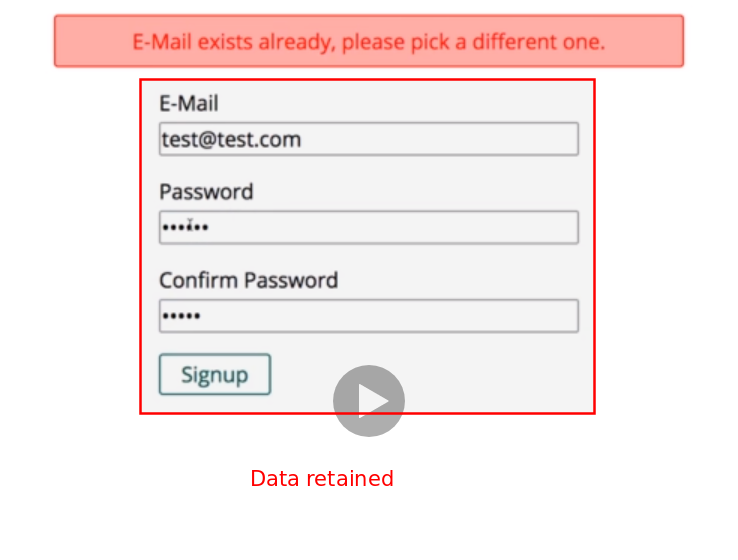 E-Mail exists already, please pick a different one.
E-Mail
test@test.com
Password
••••••
Confirm Password
•••••
Signup
Data retained